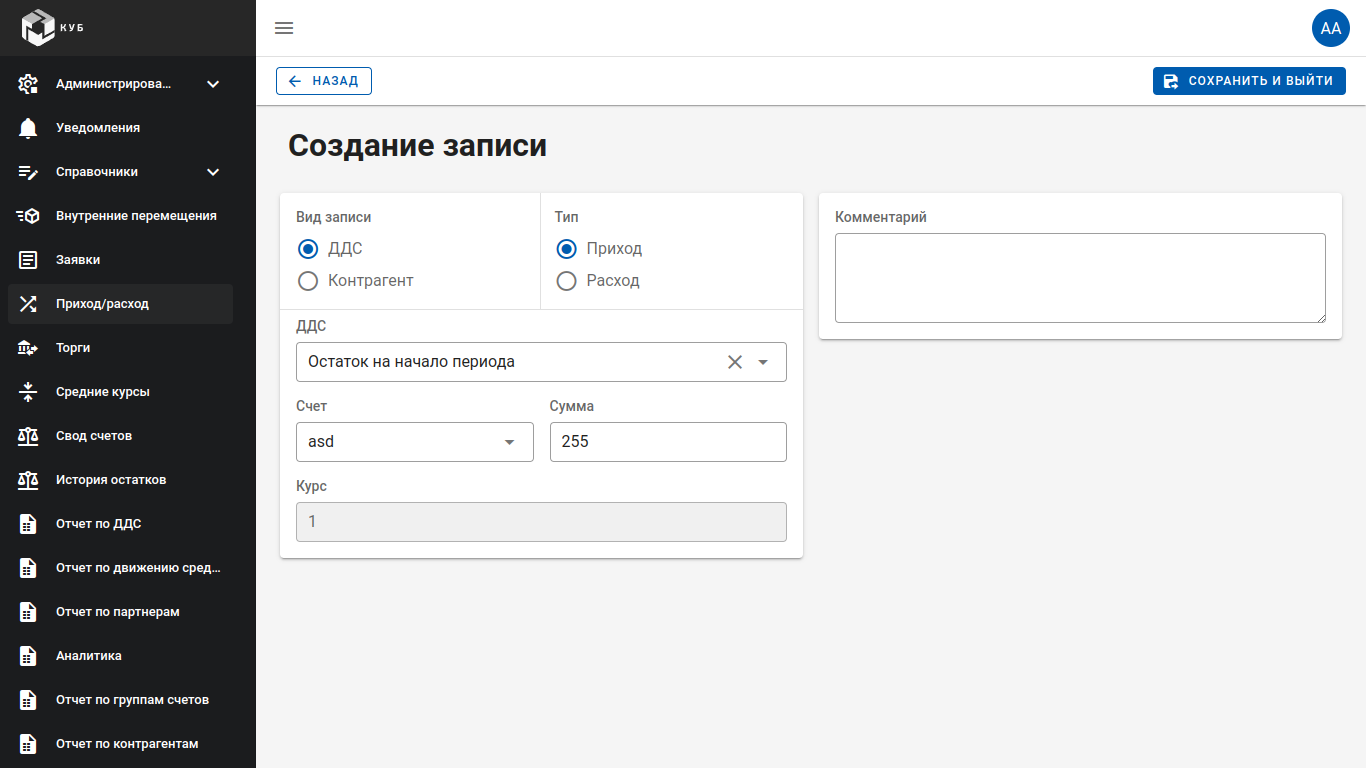 КУБ
АА
Администрирова...
Уведомления
Справочники
Внутренние перемещения
Заявки
Приход/расход
Торги
Средние курсы
Свод счетов
История остатков
Отчет по ДДС
Отчет по движению сред...
Отчет по партнерам
Аналитика
Отчет по группам счетов
Отчет по контрагентам
НАЗАД
СОХРАНИТЬ И ВЫЙТИ
Создание записи
Вид записи
ДДС
Контрагент
Тип
Приход
Расход
ДДС
Остаток на начало периода
Счет
asd
Сумма
255
Курс
1
Комментарий